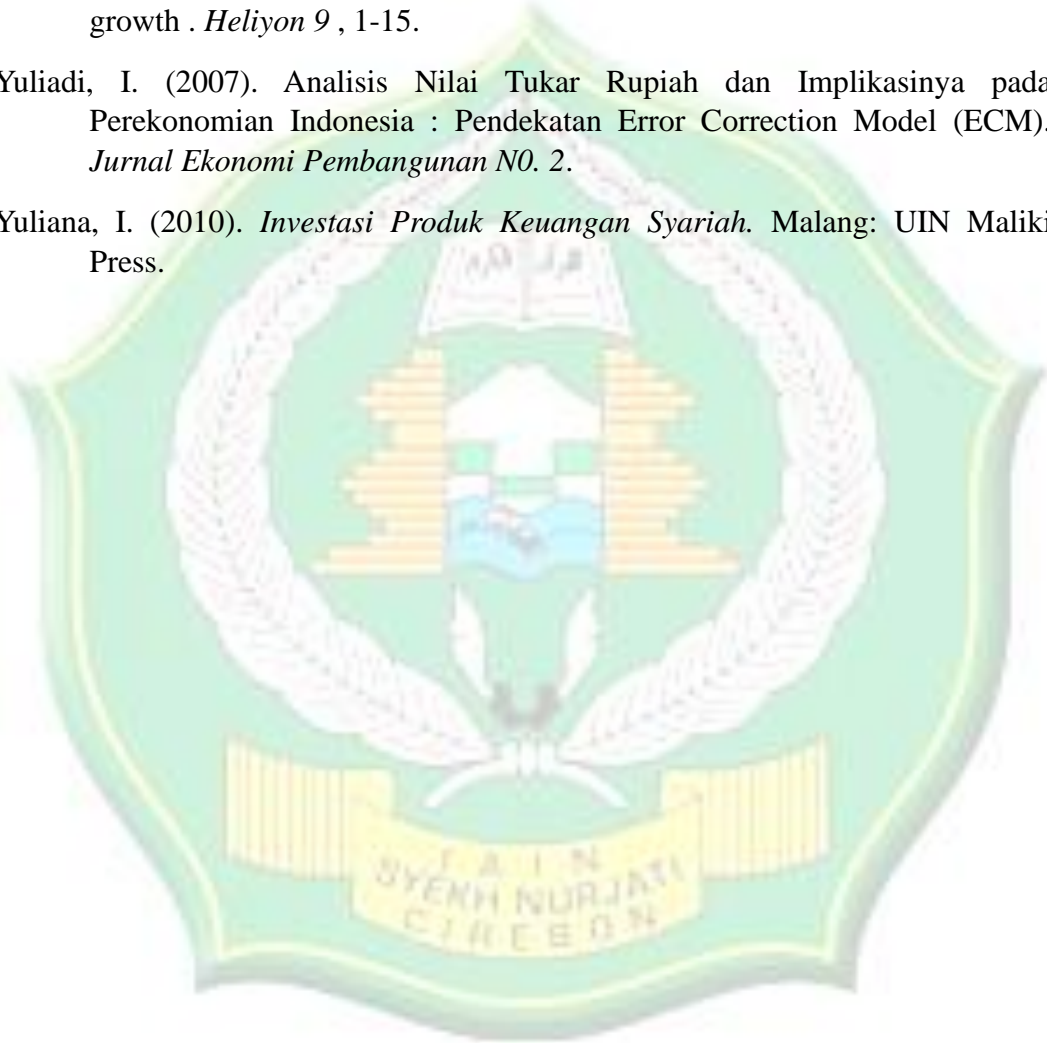 growth . Heliyon 9 , 1-15.
Yuliadi, I. (2007). Analisis Nilai Tukar Rupiah dan Implikasinya pada
Perekonomian Indonesia : Pendekatan Error Correction Model (ECM).
Jurnal Ekonomi Pembangunan N0. 2.
Yuliana, I. (2010). Investasi Produk Keuangan Syariah. Malang: UIN Maliki
Press.
IAIN
SYEKH NURJATI
CIREBON